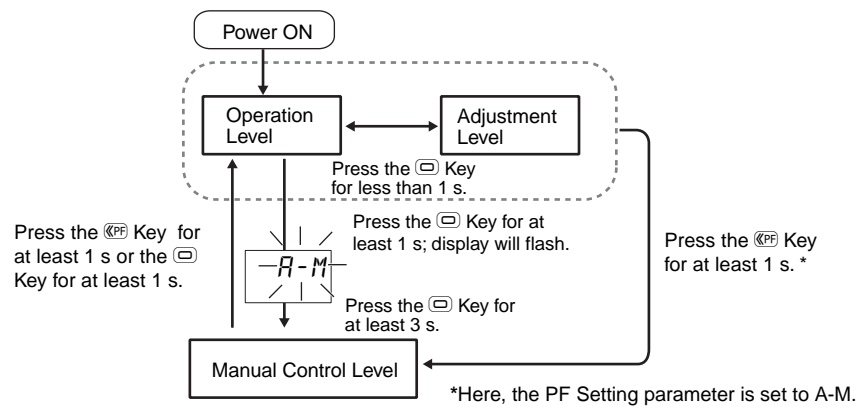 Power ON
Operation
Level
Adjustment
Level
Press the Key
for less than 1 s.
Press the PF Key for
at least 1 s or the
Key for at least 1 s.
Press the Key for at
least 1 s; display will flash.
A-M
Press the PF Key
for at least 1 s. *
Press the Key for
at least 3 s.
Manual Control Level
*Here, the PF Setting parameter is set to A-M.